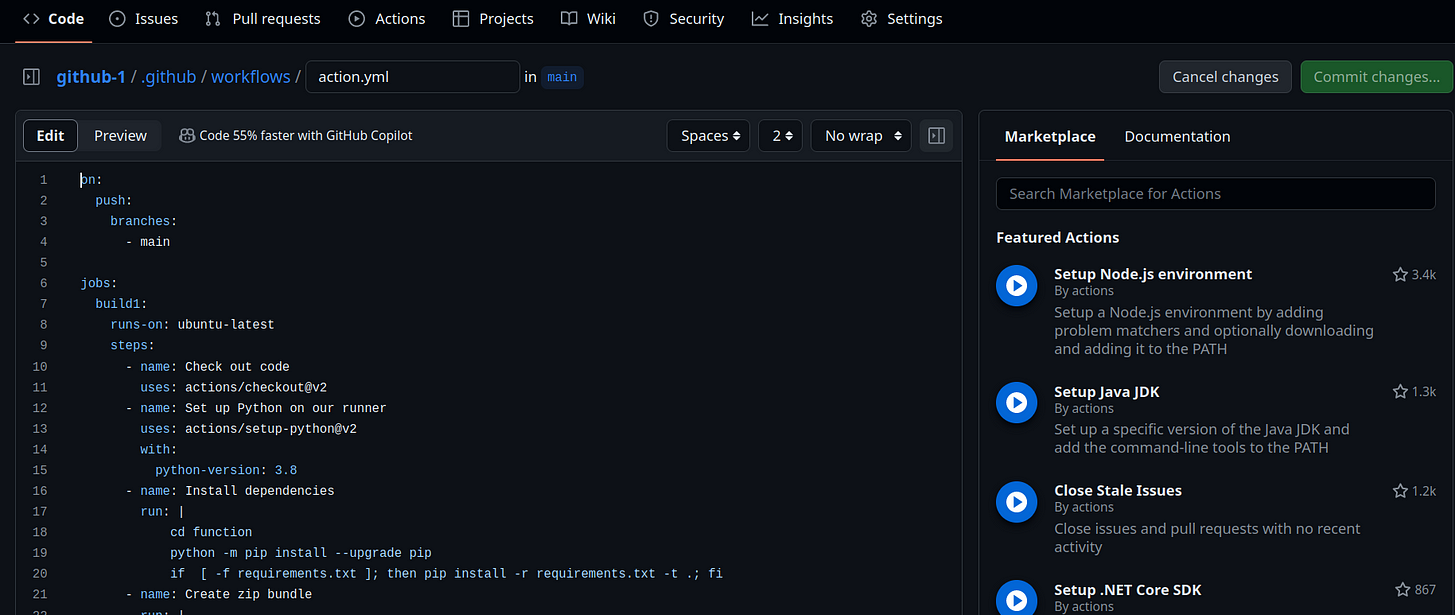 Code Issues Pull requests Actions Projects Wiki Security Insights Settings
github-1 / .github / workflows / action.yml in main Cancel changes Commit changes...
Edit Preview Code 55% faster with GitHub Copilot Spaces 2 No wrap
1 on:
2   push:
3     branches:
4       - main
5
6 jobs:
7   build1:
8     runs-on: ubuntu-latest
9     steps:
10       - name: Check out code
11         uses: actions/checkout@v2
12       - name: Set up Python on our runner
13         uses: actions/setup-python@v2
14         with:
15           python-version: 3.8
16       - name: Install dependencies
17         run: |
18             cd function
19             python -m pip install --upgrade pip
20             if  [ -f requirements.txt ]; then pip install -r requirements.txt -t .; fi
21       - name: Create zip bundle
22         run: |
Marketplace Documentation
Search Marketplace for Actions
Featured Actions
Setup Node.js environment 3.4k
By actions
Setup a Node.js environment by adding
problem matchers and optionally downloading
and adding it to the PATH
Setup Java JDK 1.3k
By actions
Set up a specific version of the Java JDK and
add the command-line tools to the PATH
Close Stale Issues 1.2k
By actions
Close issues and pull requests with no recent
activity
Setup .NET Core SDK 867
By actions